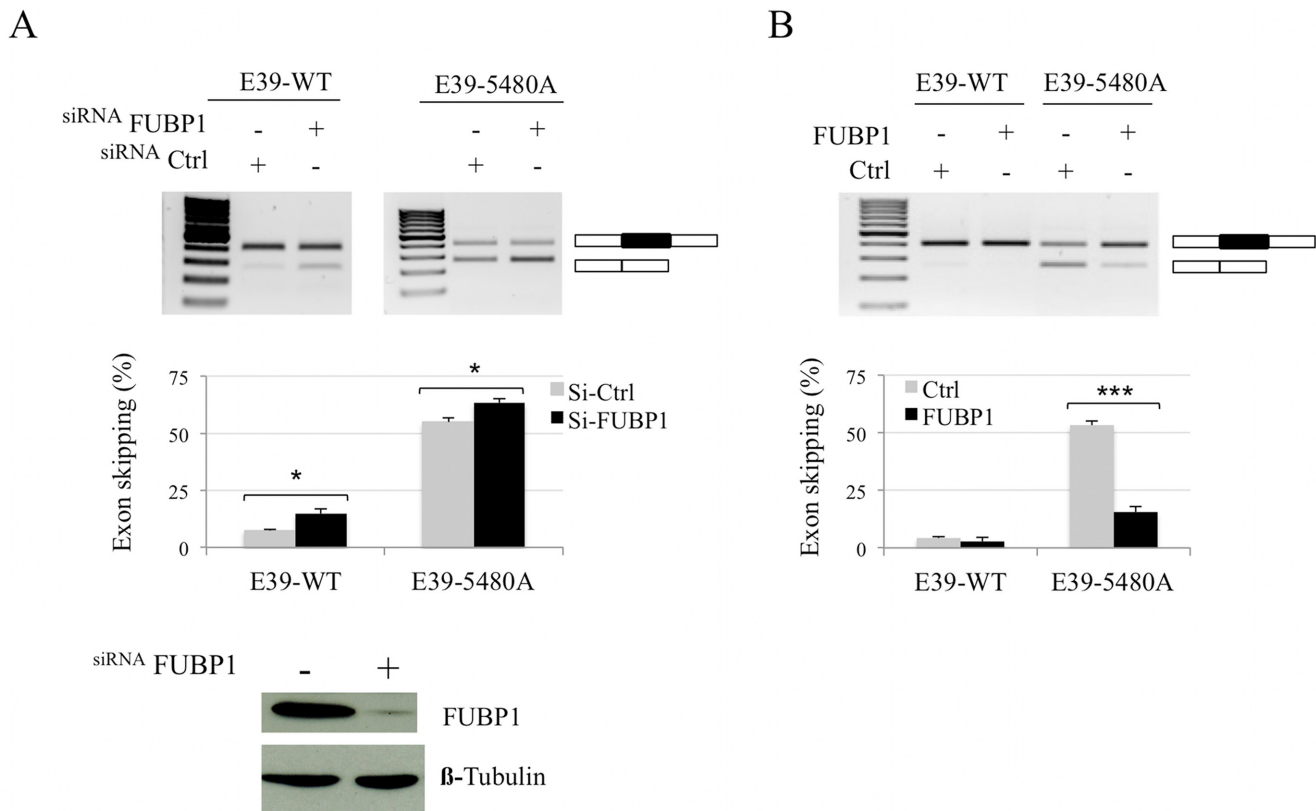 A
E39-WT
E39-5480A
siRNA FUBP1 - + - +
siRNA Ctrl + - + -
Exon skipping (%)
75
50
25
0
*
*
Si-Ctrl
Si-FUBP1
E39-WT
E39-5480A
siRNA FUBP1 - +
FUBP1
ß-Tubulin
B
E39-WT
E39-5480A
FUBP1 - + - +
Ctrl + - + -
Exon skipping (%)
75
50
25
0
Ctrl
FUBP1
***
E39-WT
E39-5480A